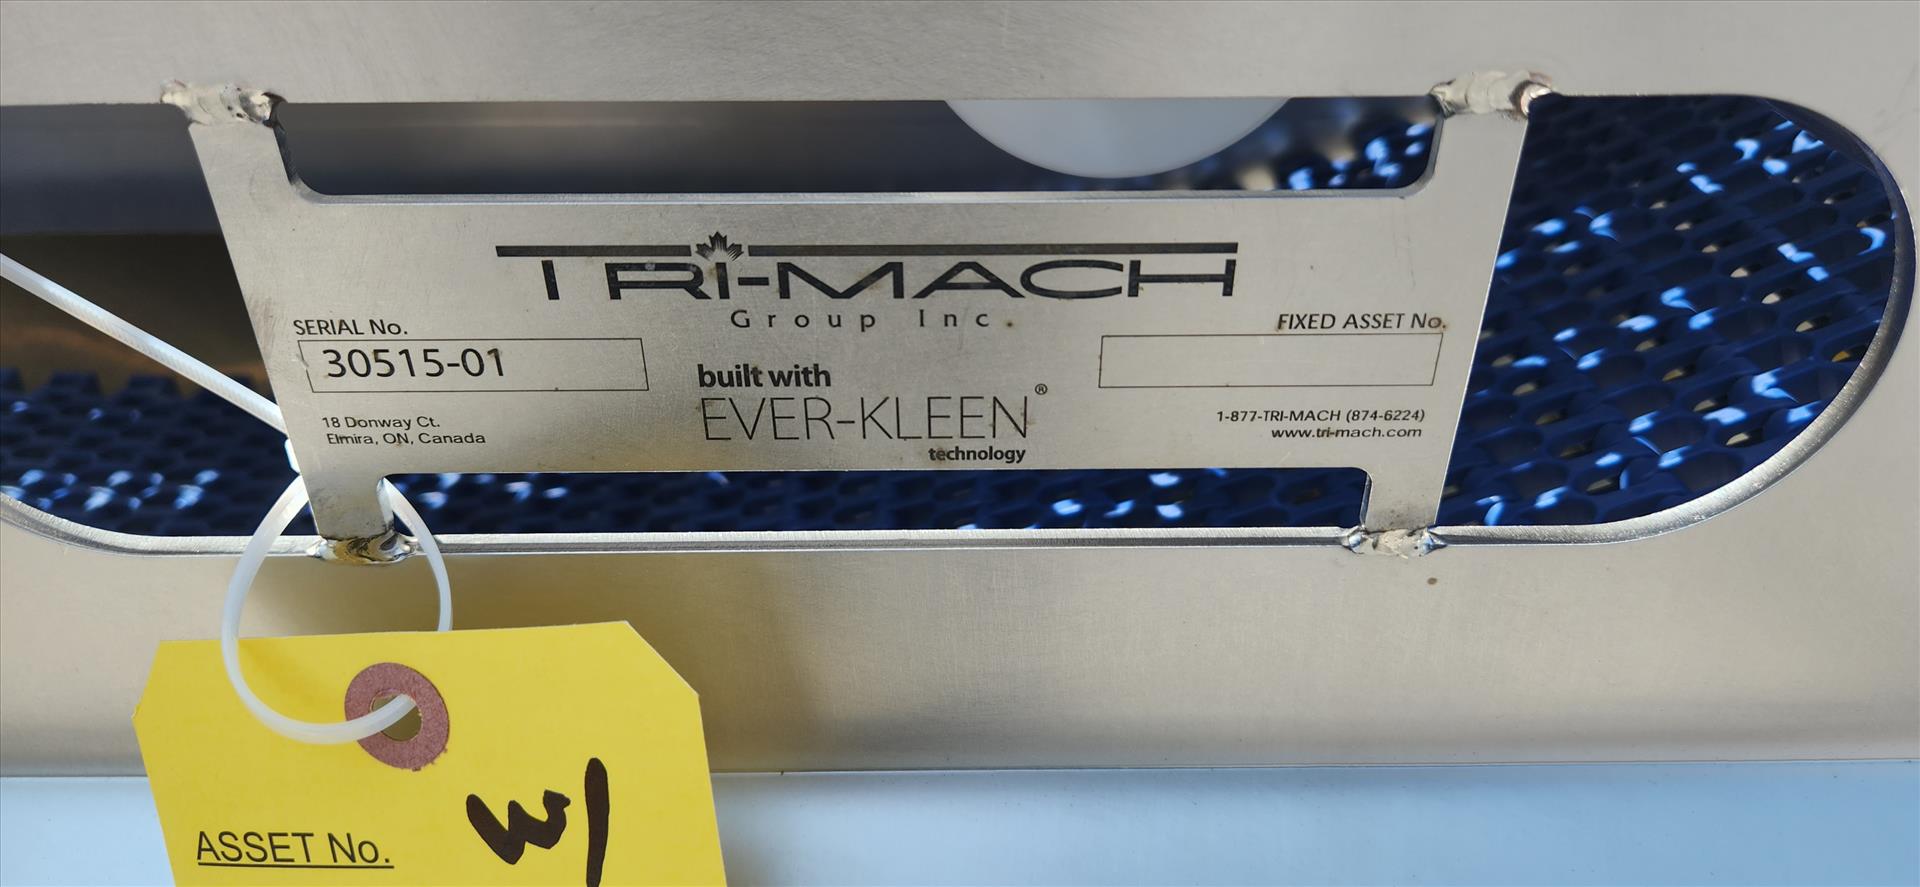 TRI-MACH
Group Inc.
SERIAL No.
30515-01
18 Donway Ct.
Elmira, ON, Canada
built with
EVER-KLEEN®
technology
FIXED ASSET No.
1-877-TRI-MACH (874-6224)
www.tri-mach.com
ASSET No.
W/